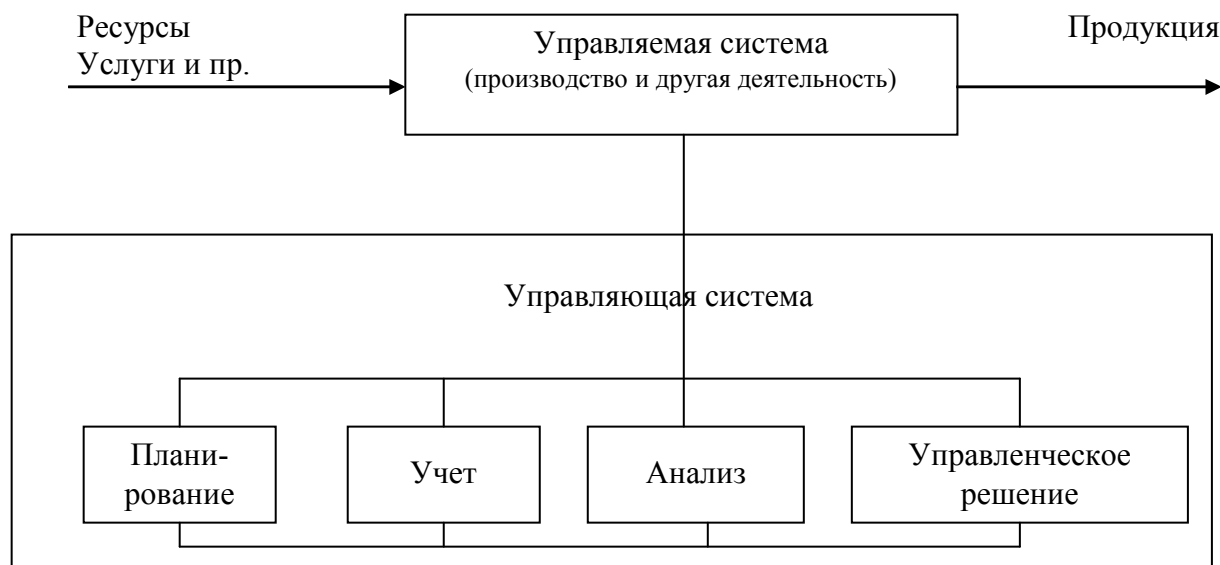 Ресурсы
Услуги и пр.
Управляемая система
(производство и другая деятельность)
Продукция
Управляющая система
Плани-
рование
Учет
Анализ
Управленческое
решение